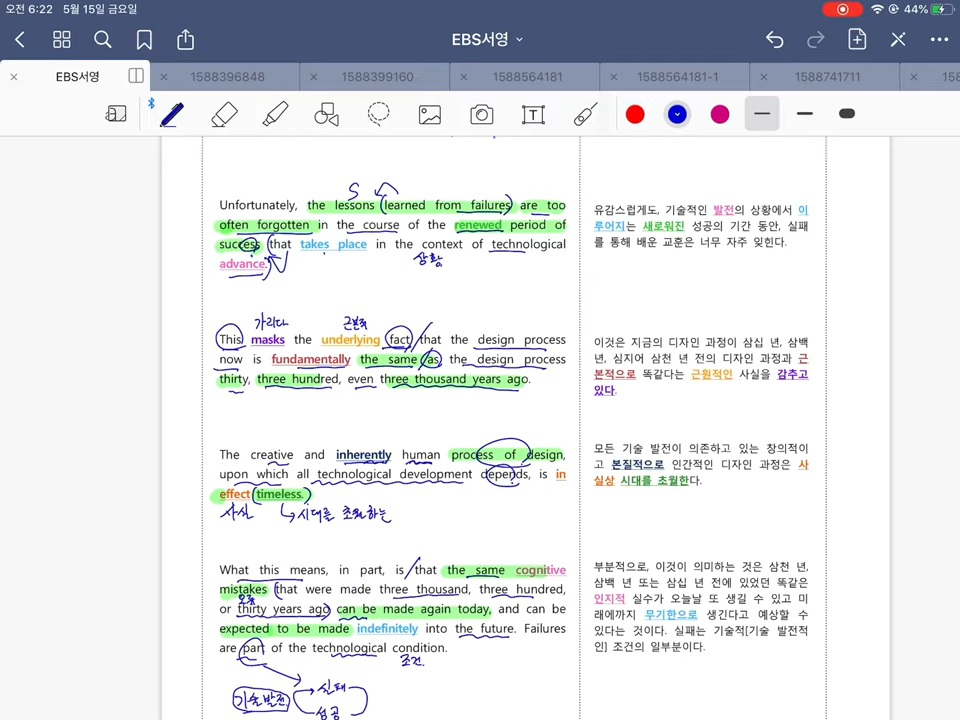 오전 6:22 5월 15일 금요일
44%
EBS서영
EBS서영
1588396848
1588399160
1588564181
1588564181-1
1588741711
158
S
Unfortunately, the lessons (learned from failures) are too
often forgotten in the course of the renewed period of
success that takes place in the context of technological
상황
advance.
유감스럽게도, 기술적인 발전의 상황에서 이
루어지는 새로워진 성공의 기간 동안, 실패
를 통해 배운 교훈은 너무 자주 잊힌다.
가리다
근본적
This masks the underlying fact that the design process
now is fundamentally the same as the design process
thirty, three hundred, even three thousand years ago.
이것은 지금의 디자인 과정이 삼십 년, 삼백
년, 심지어 삼천 년 전의 디자인 과정과 근
본적으로 똑같다는 근원적인 사실을 감추고
있다.
The creative and inherently human process of design,
upon which all technological development depends, is in
effect (timeless.)
사실
시대를 초월하는
모든 기술 발전이 의존하고 있는 창의적이
고 본질적으로 인간적인 디자인 과정은 사
실상 시대를 초월한다.
What this means, in part, is that the same cognitive
mistakes (that were made three thousand, three hundred,
or thirty years ago) can be made again today, and can be
expected to be made indefinitely into the future. Failures
are part of the technological condition.
조건.
부분적으로, 이것이 의미하는 것은 삼천 년,
삼백 년 또는 삼십 년 전에 있었던 똑같은
인지적 실수가 오늘날 또 생길 수 있고 미
래에까지 무기한으로 생긴다고 예상할 수
있다는 것이다. 실패는 기술적[기술 발전적
인] 조건의 일부분이다.
기술발전
실패
성공